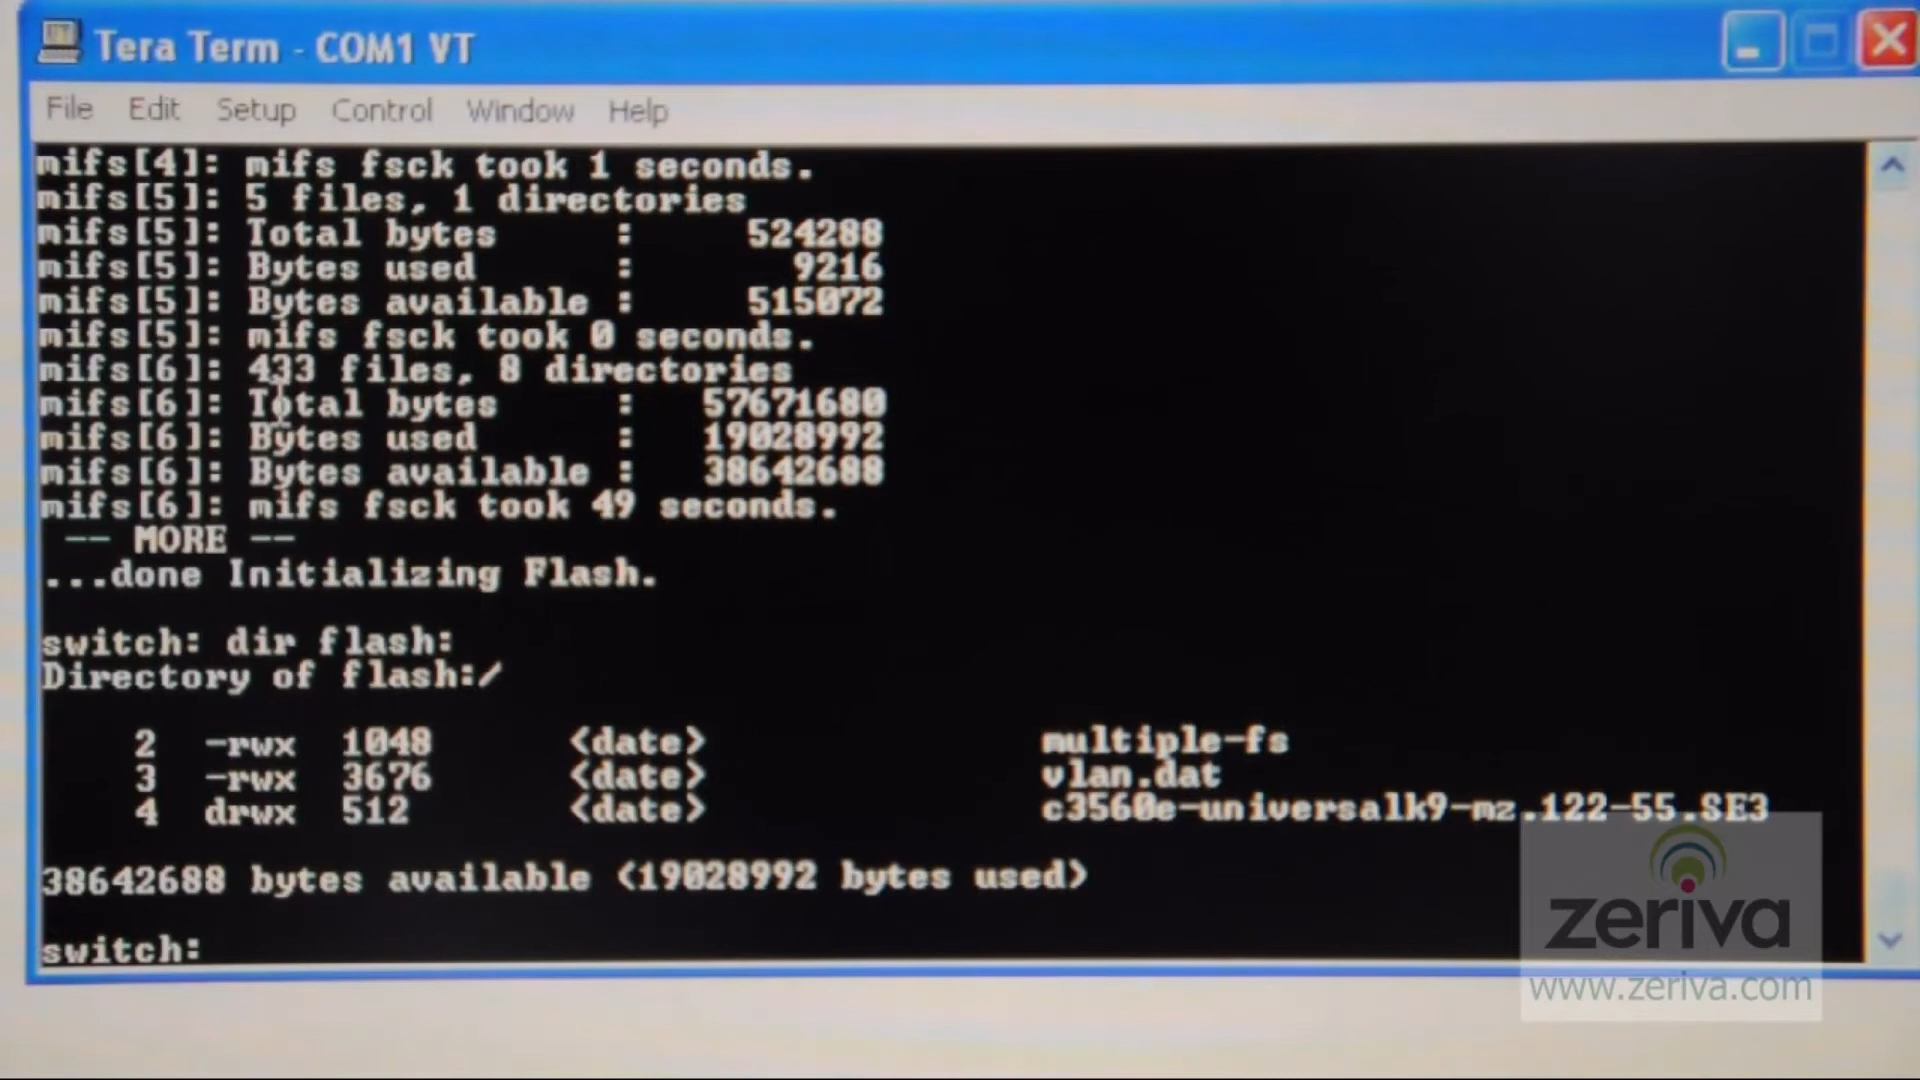 Tera Term - COM1 VT
File Edit Setup Control Window Help
mifs[4]: mifs fsck took 1 seconds.
mifs[5]: 5 files, 1 directories
mifs[5]: Total bytes : 524288
mifs[5]: Bytes used : 9216
mifs[5]: Bytes available : 515072
mifs[5]: mifs fsck took 0 seconds.
mifs[6]: 433 files, 8 directories
mifs[6]: Total bytes : 57671680
mifs[6]: Bytes used : 19028992
mifs[6]: Bytes available : 38642688
mifs[6]: mifs fsck took 49 seconds.
-- MORE --
...done Initializing Flash.
switch: dir flash:
Directory of flash:/
2 -rwx 1048 <date> multiple-fs
3 -rwx 3676 <date> vlan.dat
4 drwx 512 <date> c3560e-universalk9-mz.122-55.SE3
38642688 bytes available (19028992 bytes used)
switch:
zeriva
www.zeriva.com